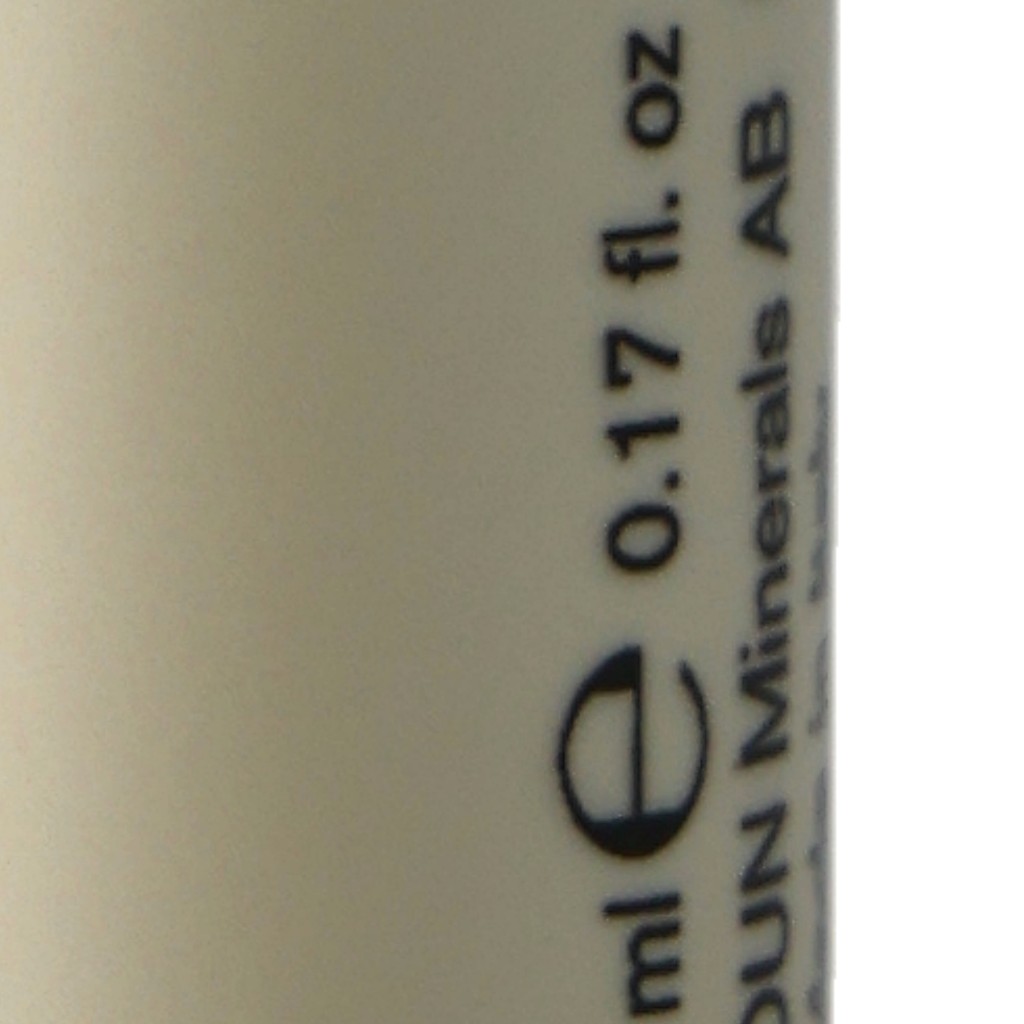 ml e 0.17 fl. oz
OUN Minerals AB